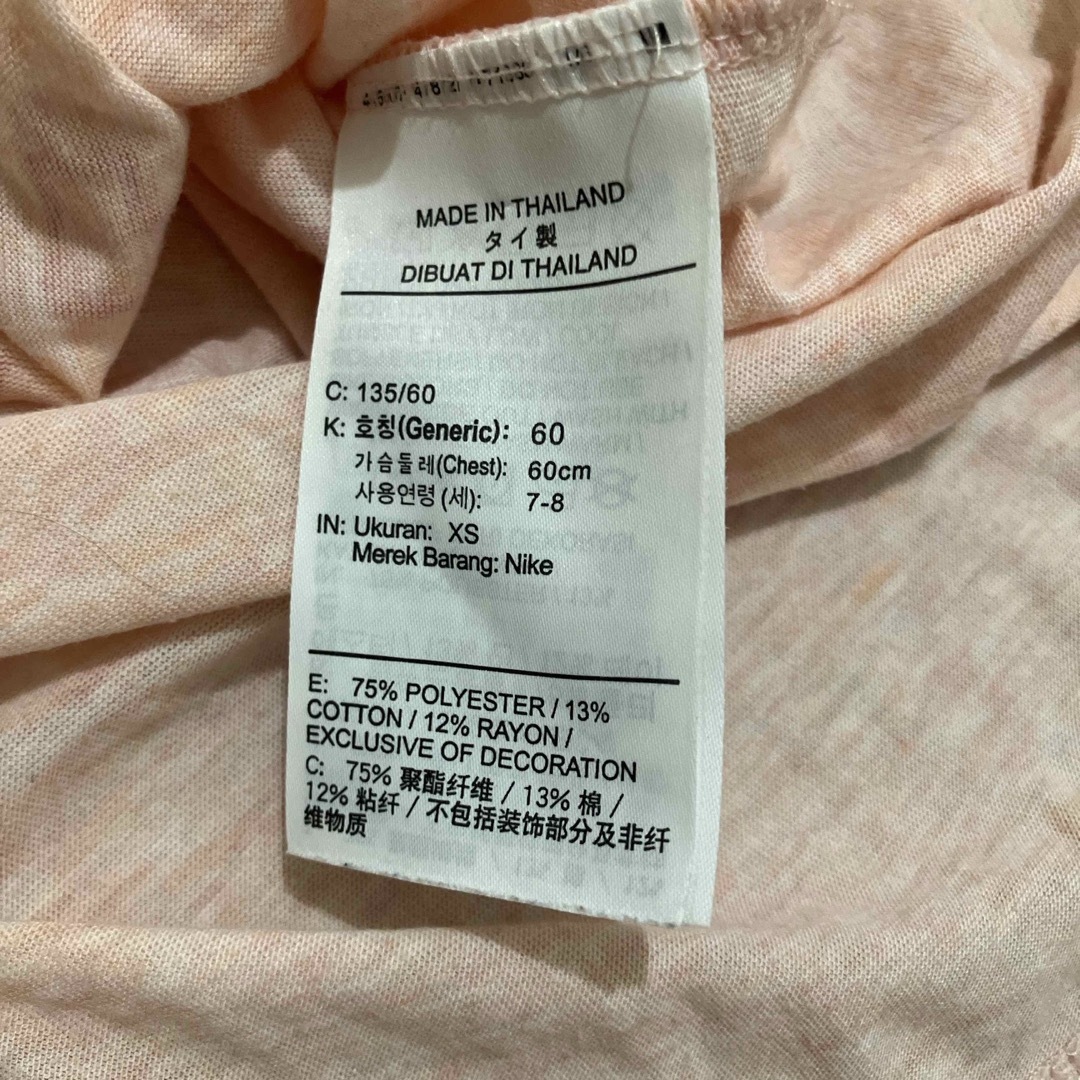 MADE IN THAILAND
タイ製
DIBUAT DI THAILAND
C: 135/60
K: 호칭(Generic): 60
가슴둘레(Chest): 60cm
사용연령(세): 7-8
IN: Ukuran: XS
Merek Barang: Nike
E: 75% POLYESTER / 13%
COTTON / 12% RAYON /
EXCLUSIVE OF DECORATION
C: 75% 聚酯纤维 / 13% 棉 /
12% 粘纤 / 不包括装饰部分及非纤
维物质